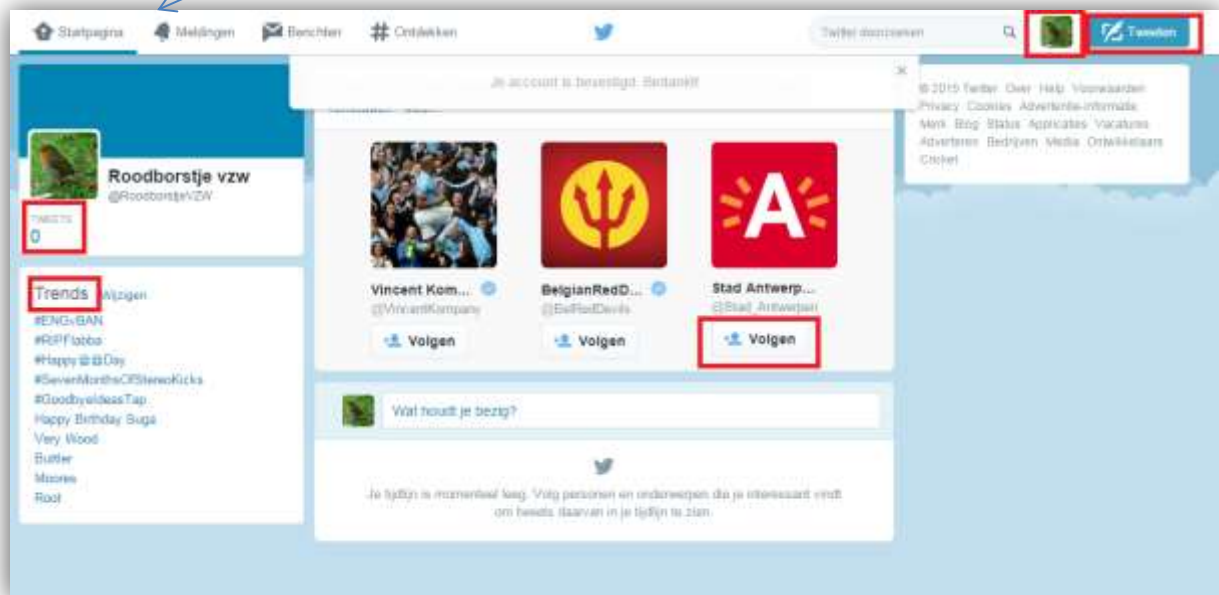 Startpagina Meldingen Berichten Ontdekken Twitter doorzoeken Tweeten
Je account is bevestigd. Bedankt!
© 2015 Twitter Over Help Voorwaarden
Privacy Cookies Advertentie-informatie
Merk Blog Status Applicaties Vacatures
Adverteren Bedrijven Media Ontwikkelaars
Roodborstje vzw
@RoodborstjeVZW
TWEETS
0
Vincent Kom...
@VincentKompany
Volgen
BelgianRedD...
@BelRedDevils
Volgen
Stad Antwerp...
@Stad_Antwerpen
Volgen
Trends Wijzigen
#ENGvBAN
#RIPFlabba
#SevenMonthsOfStereoKicks
#GoodbyeIdeasTap
Happy Birthday Suga
Very Wood
Buttler
Moores
Root
Wat houdt je bezig?
Je tijdlijn is momenteel leeg. Volg personen en onderwerpen die je interessant vindt
om tweets daarvan in je tijdlijn te zien.